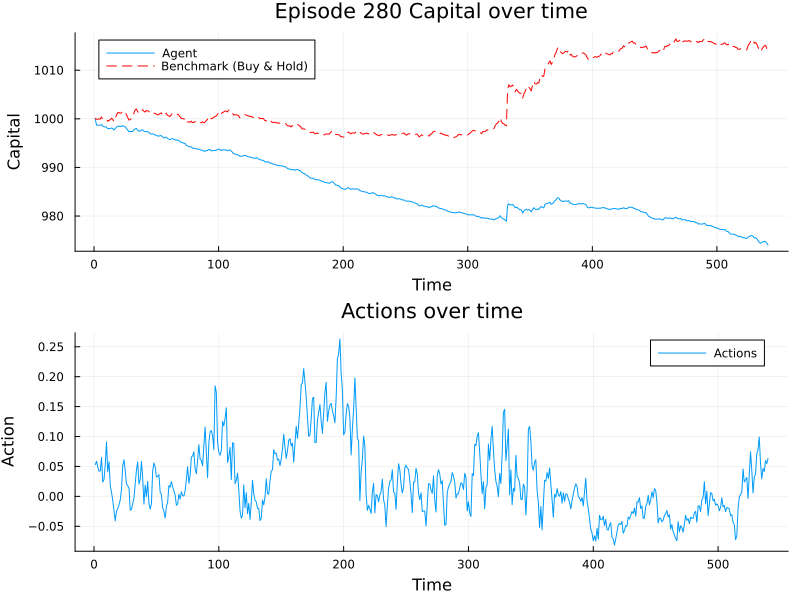 Episode 280 Capital over time
Agent
Benchmark (Buy & Hold)
1010
1000
990
980
Capital
0 100 200 300 400 500
Time
Actions over time
Actions
0.25
0.20
0.15
0.10
0.05
0.00
−0.05
Action
0 100 200 300 400 500
Time